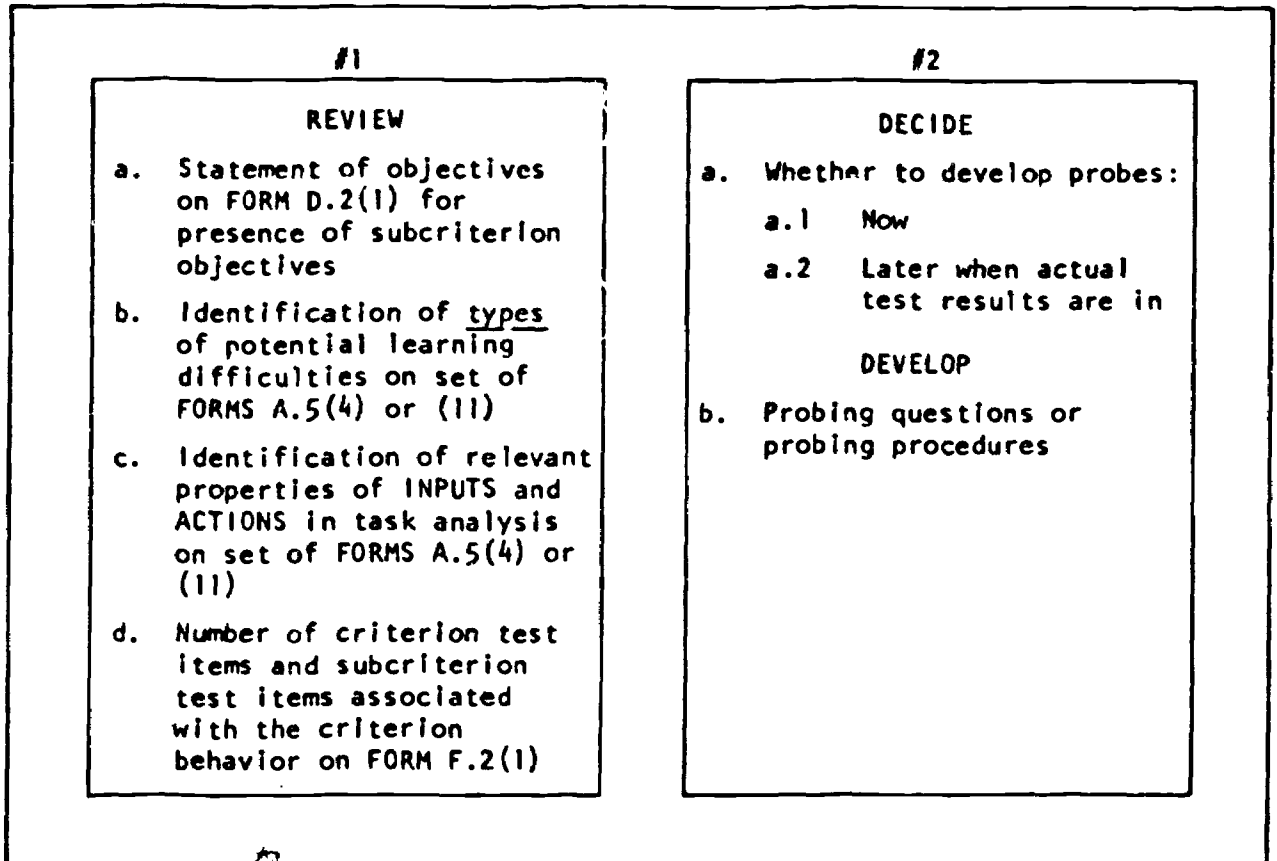 #1
REVIEW
a. Statement of objectives
on FORM D.2(1) for
presence of subcriterion
objectives
b. Identification of types
of potential learning
difficulties on set of
FORMS A.5(4) or (11)
c. Identification of relevant
properties of INPUTS and
ACTIONS in task analysis
on set of FORMS A.5(4) or
(11)
d. Number of criterion test
items and subcriterion
test items associated
with the criterion
behavior on FORM F.2(1)
#2
DECIDE
a. Whether to develop probes:
a.1 Now
a.2 Later when actual
test results are in
DEVELOP
b. Probing questions or
probing procedures